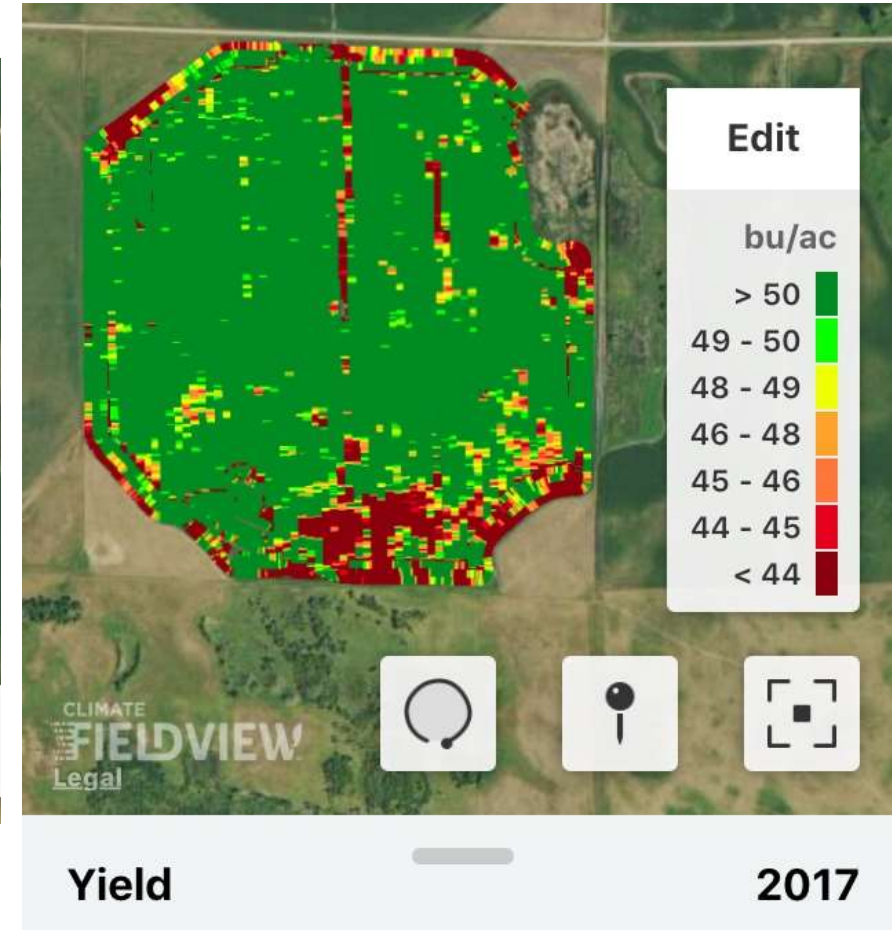 Edit
bu/ac
> 50
49 - 50
48 - 49
46 - 48
45 - 46
44 - 45
< 44
CLIMATE
FIELDVIEW
Legal
Yield 2017